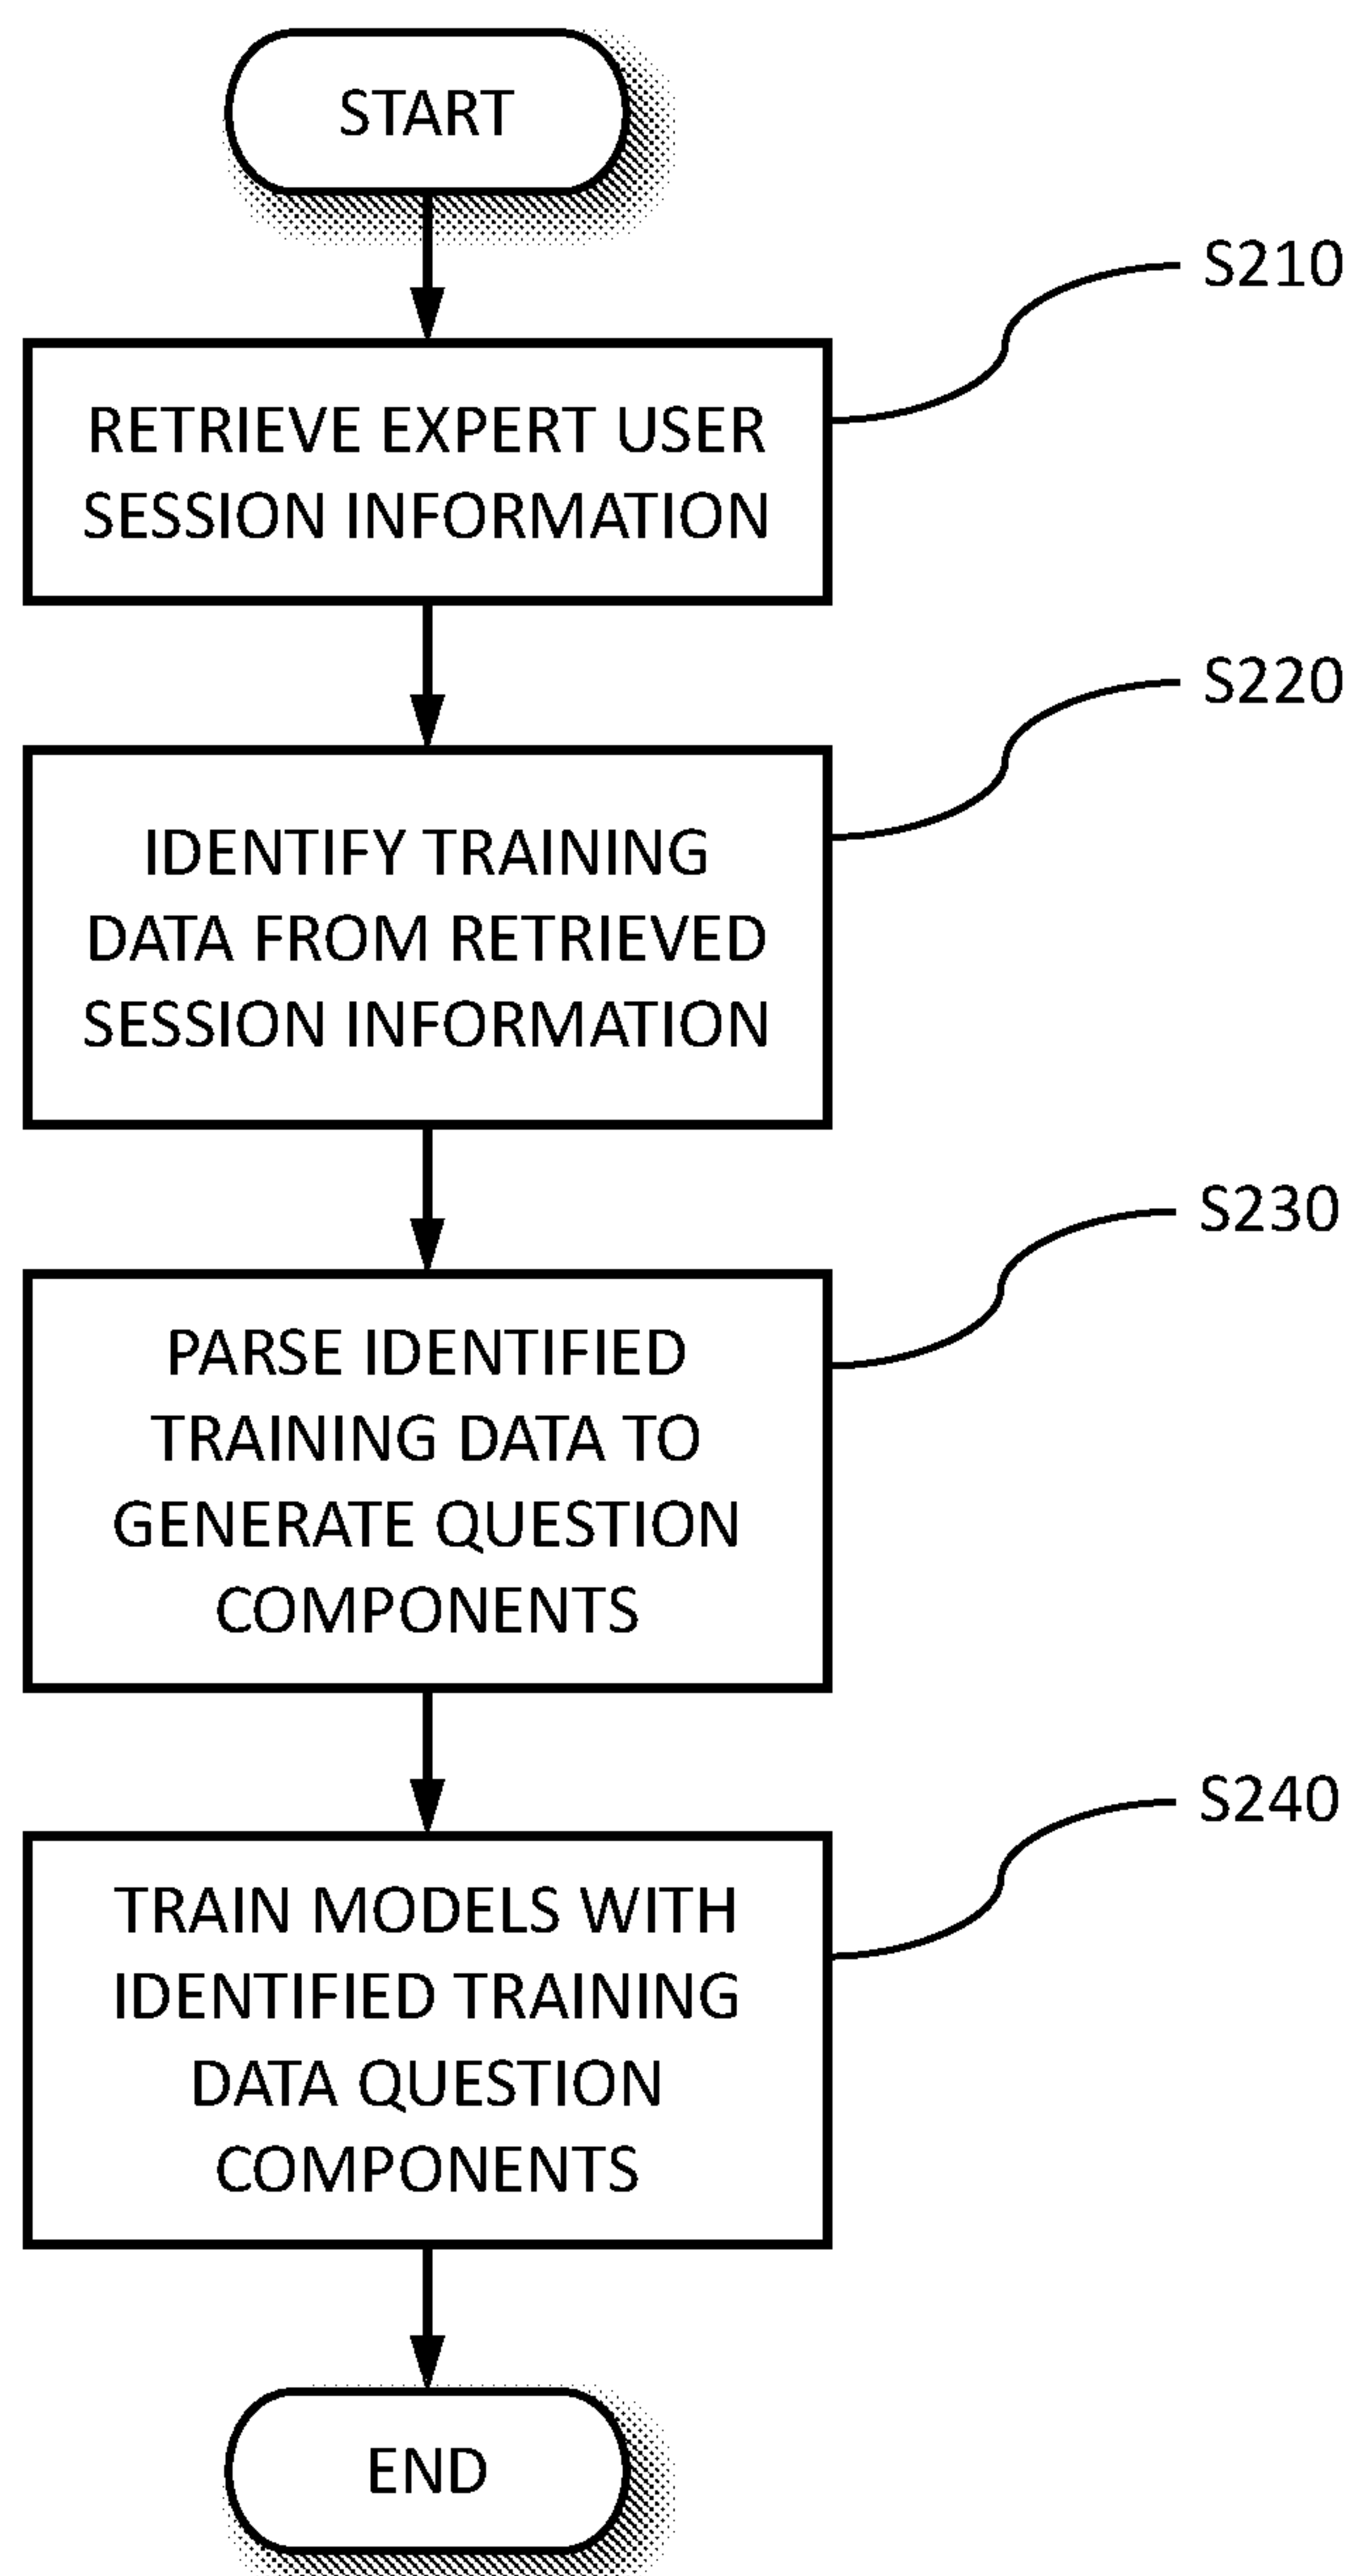 START
S210
RETRIEVE EXPERT USER
SESSION INFORMATION
S220
IDENTIFY TRAINING
DATA FROM RETRIEVED
SESSION INFORMATION
S230
PARSE IDENTIFIED
TRAINING DATA TO
GENERATE QUESTION
COMPONENTS
S240
TRAIN MODELS WITH
IDENTIFIED TRAINING
DATA QUESTION
COMPONENTS
END